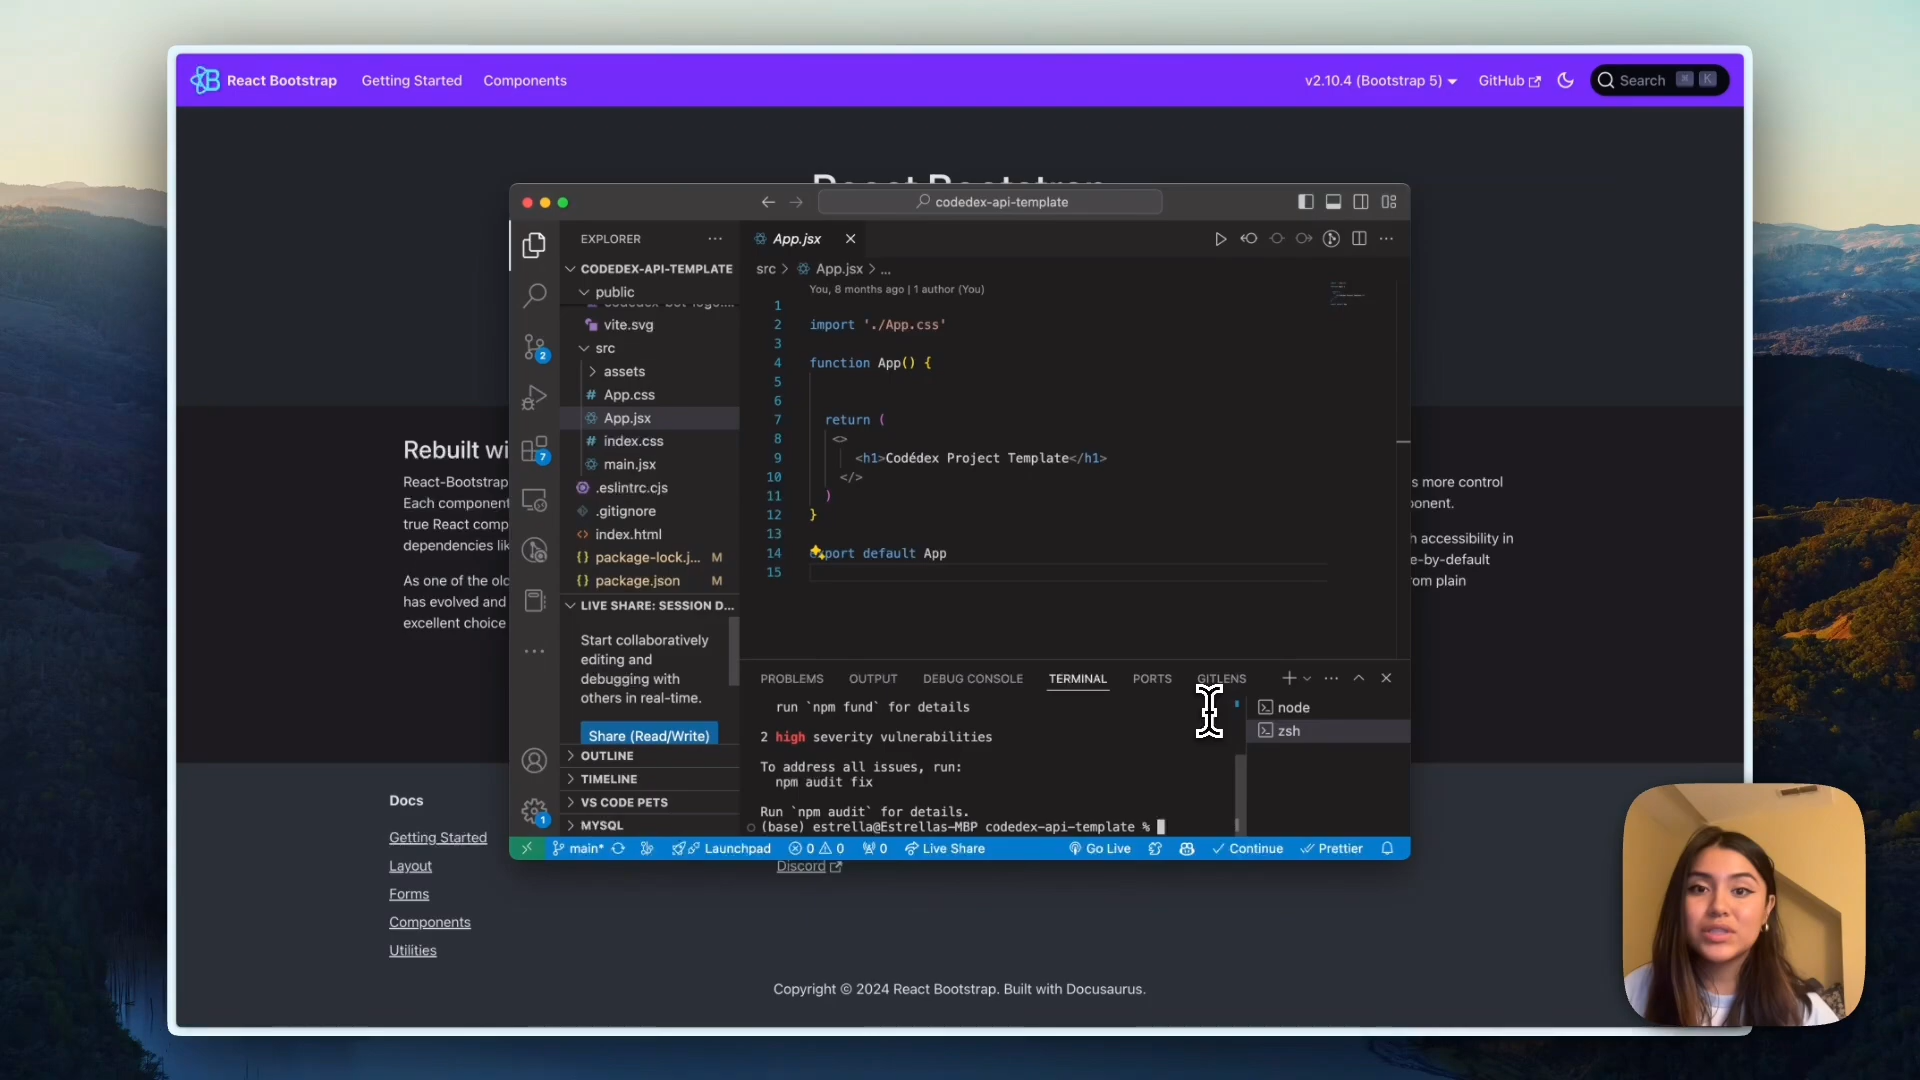 React Bootstrap
Getting Started
Components
v2.10.4 (Bootstrap 5)
GitHub
Search ⌘ K
React Bootstrap
Rebuilt wi
React-Bootstrap
Each component
true React comp
dependencies lik
As one of the old
has evolved and
excellent choice
s more control
onent.
h accessibility in
e-by-default
om plain
codedex-api-template
EXPLORER
CODEDEX-API-TEMPLATE
public
vite.svg
src
assets
# App.css
App.jsx
# index.css
main.jsx
.eslintrc.cjs
.gitignore
<> index.html
{} package-lock.j... M
{} package.json M
LIVE SHARE: SESSION D...
Start collaboratively
editing and
debugging with
others in real-time.
Share (Read/Write)
OUTLINE
TIMELINE
VS CODE PETS
MYSQL
2
7
1
App.jsx
src > App.jsx > ...
You, 8 months ago | 1 author (You)
1
2 import './App.css'
3
4 function App() {
5
6
7 return (
8 <>
9 <h1>Codédex Project Template</h1>
10 </>
11 )
12 }
13
14 port default App
15
PROBLEMS
OUTPUT
DEBUG CONSOLE
TERMINAL
PORTS
GITLENS
run `npm fund` for details
2 high severity vulnerabilities
To address all issues, run:
npm audit fix
Run `npm audit` for details.
(base) estrella@Estrellas-MBP codedex-api-template %
node
zsh
main*
Launchpad
0 0
0
Live Share
Go Live
Continue
Prettier
Docs
Getting Started
Layout
Forms
Components
Utilities
Discord
Copyright © 2024 React Bootstrap. Built with Docusaurus.